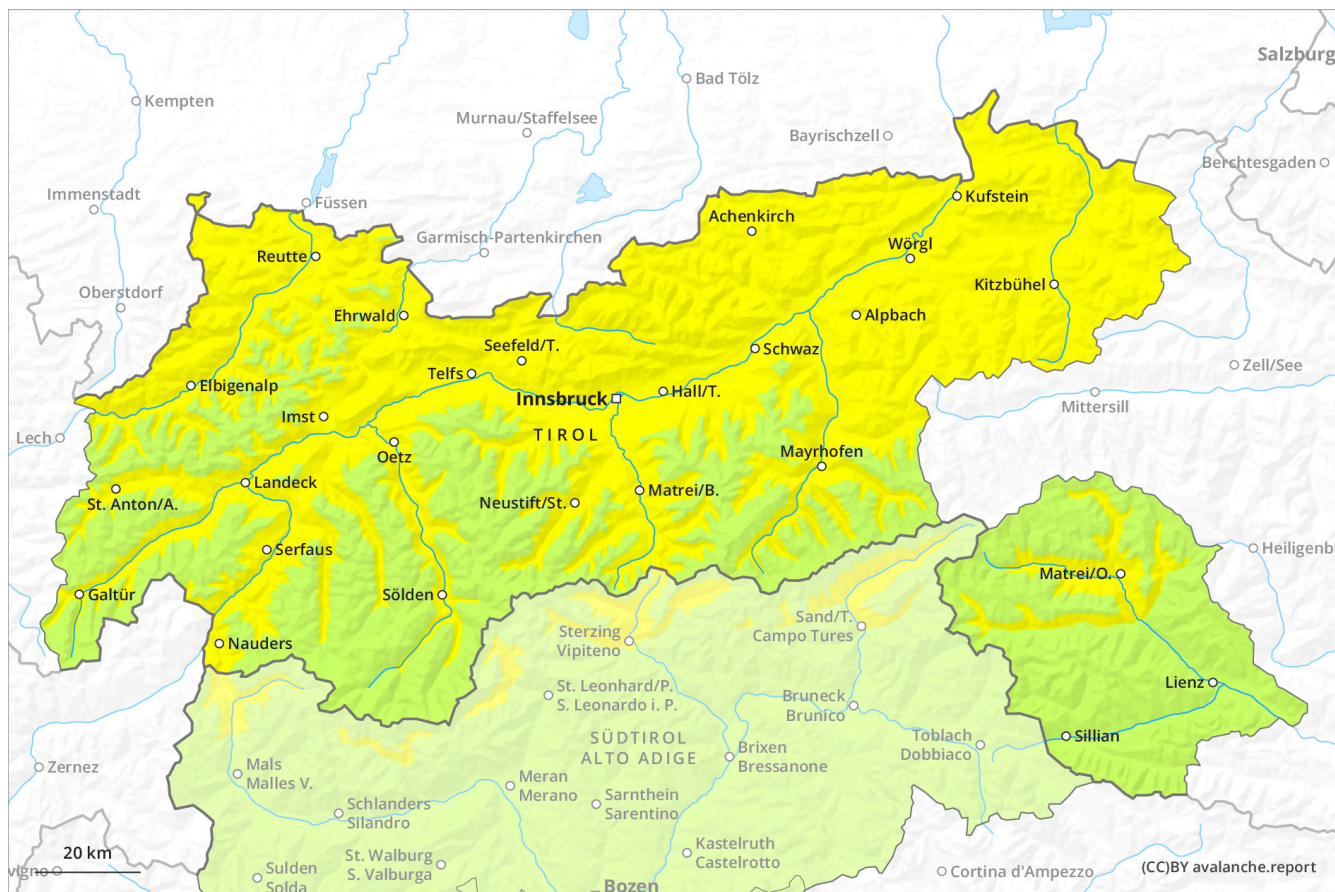 Salzburg
Bad Tölz
Kempten
Murnau/Staffelsee
Bayrischzell
Berchtesgaden
Immenstadt
Füssen
Kufstein
Achenkirch
Garmisch-Partenkirchen
Wörgl
Reutte
Kitzbühel
Oberstdorf
Ehrwald
Alpbach
Seefeld/T.
Schwaz
Zell/See
Telfs
Elbigenalp
Hall/T.
Innsbruck
Mittersill
Imst
Lech
TIROL
Oetz
Mayrhofen
Landeck
Matrei/B.
St. Anton/A.
Neustift/St.
Serfaus
Heiligenb
Matrei/O.
Galtür
Sölden
Sand/T.
Campo Tures
Sterzing
Vipiteno
Nauders
Lienz
St. Leonhard/P.
S. Leonardo i. P.
Bruneck
Brunico
Toblach
Dobbiaco
Sillian
SÜDTIROL
ALTO ADIGE
Brixen
Bressanone
Zernez
Mals
Malles V.
Meran
Merano
Sarnthein
Sarentino
Schlanders
Silandro
Kastelruth
Castelrotto
20 km
St. Walburg
S. Valburga
vigno
Sulden
Solda
Cortina d'Ampezzo
(CC)BY avalanche.report
Bozen